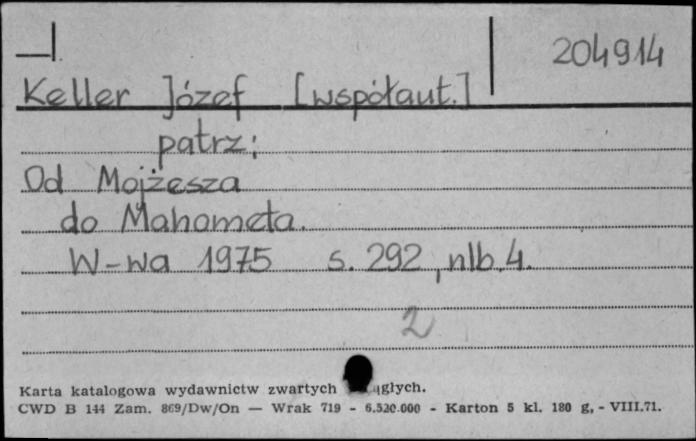 204914
Keller Józef [współaut.]
patrz:
Od Mojżesza
do Mahometa.
W-wa 1975 s. 292, nlb. 4.
2
Karta katalogowa wydawnictw zwartych głych.
CWD B 144 Zam. 869/Dw/On — Wrak 719 - 6.520.000 - Karton 5 kl. 180 g, - VIII.71.